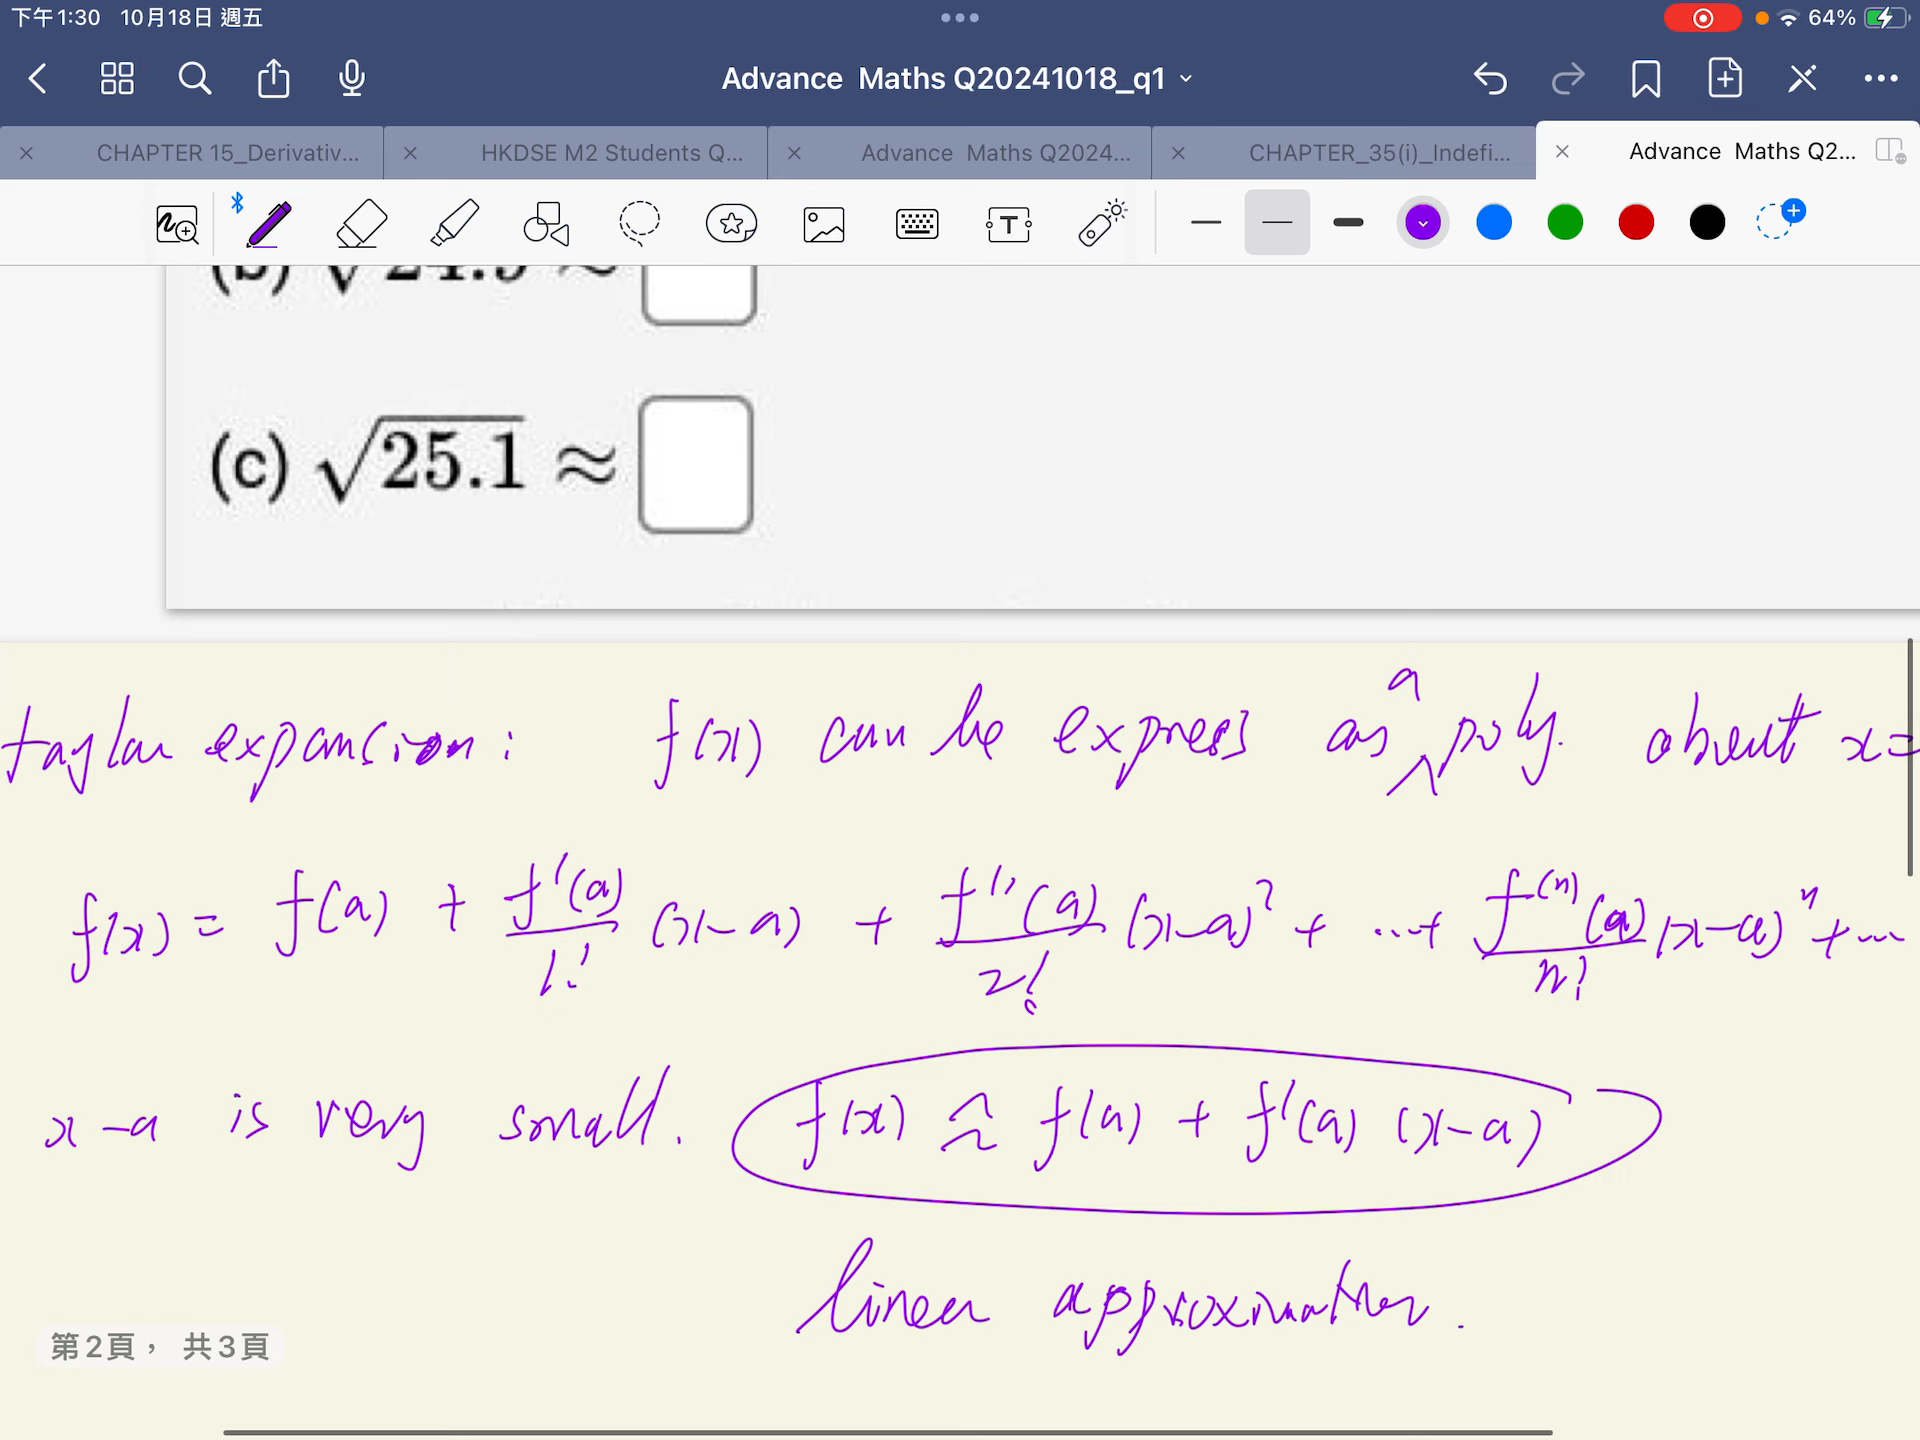 下午1:30 10月18日 週五
64%
Advance Maths Q20241018_q1
CHAPTER 15_Derivativ...
HKDSE M2 Students Q...
Advance Maths Q2024...
CHAPTER_35(i)_Indefi...
Advance Maths Q2...
(b) √24.5 ≈
(c) √25.1 ≈
taylor expansion: f(x) can be express as a poly. about x=
f(x) = f(a) + f'(a)/1! (x-a) + f''(a)/2! (x-a)² + ...+ f⁽ⁿ⁾(a)/n! (x-a)ⁿ+...
x-a is very small. f(x) ≈ f(a) + f'(a) (x-a)
linear approximation.
第2頁， 共3頁